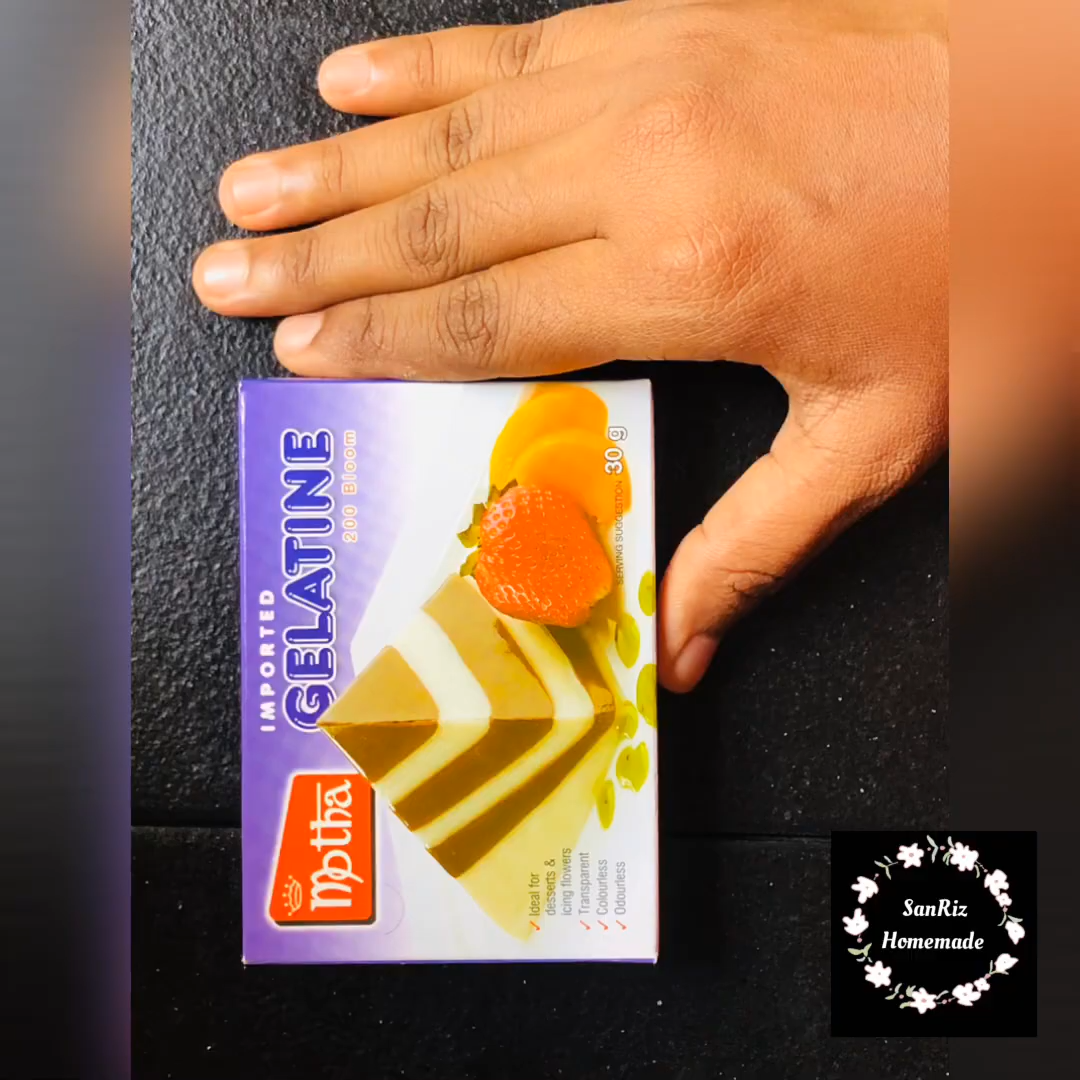 IMPORTED
GELATINE
200 Bloom
Motha
SERVING SUGGESTION
30 g
✓ Ideal for
desserts &
icing flowers
✓ Transparent
✓ Colourless
✓ Odourless
SanRiz
Homemade